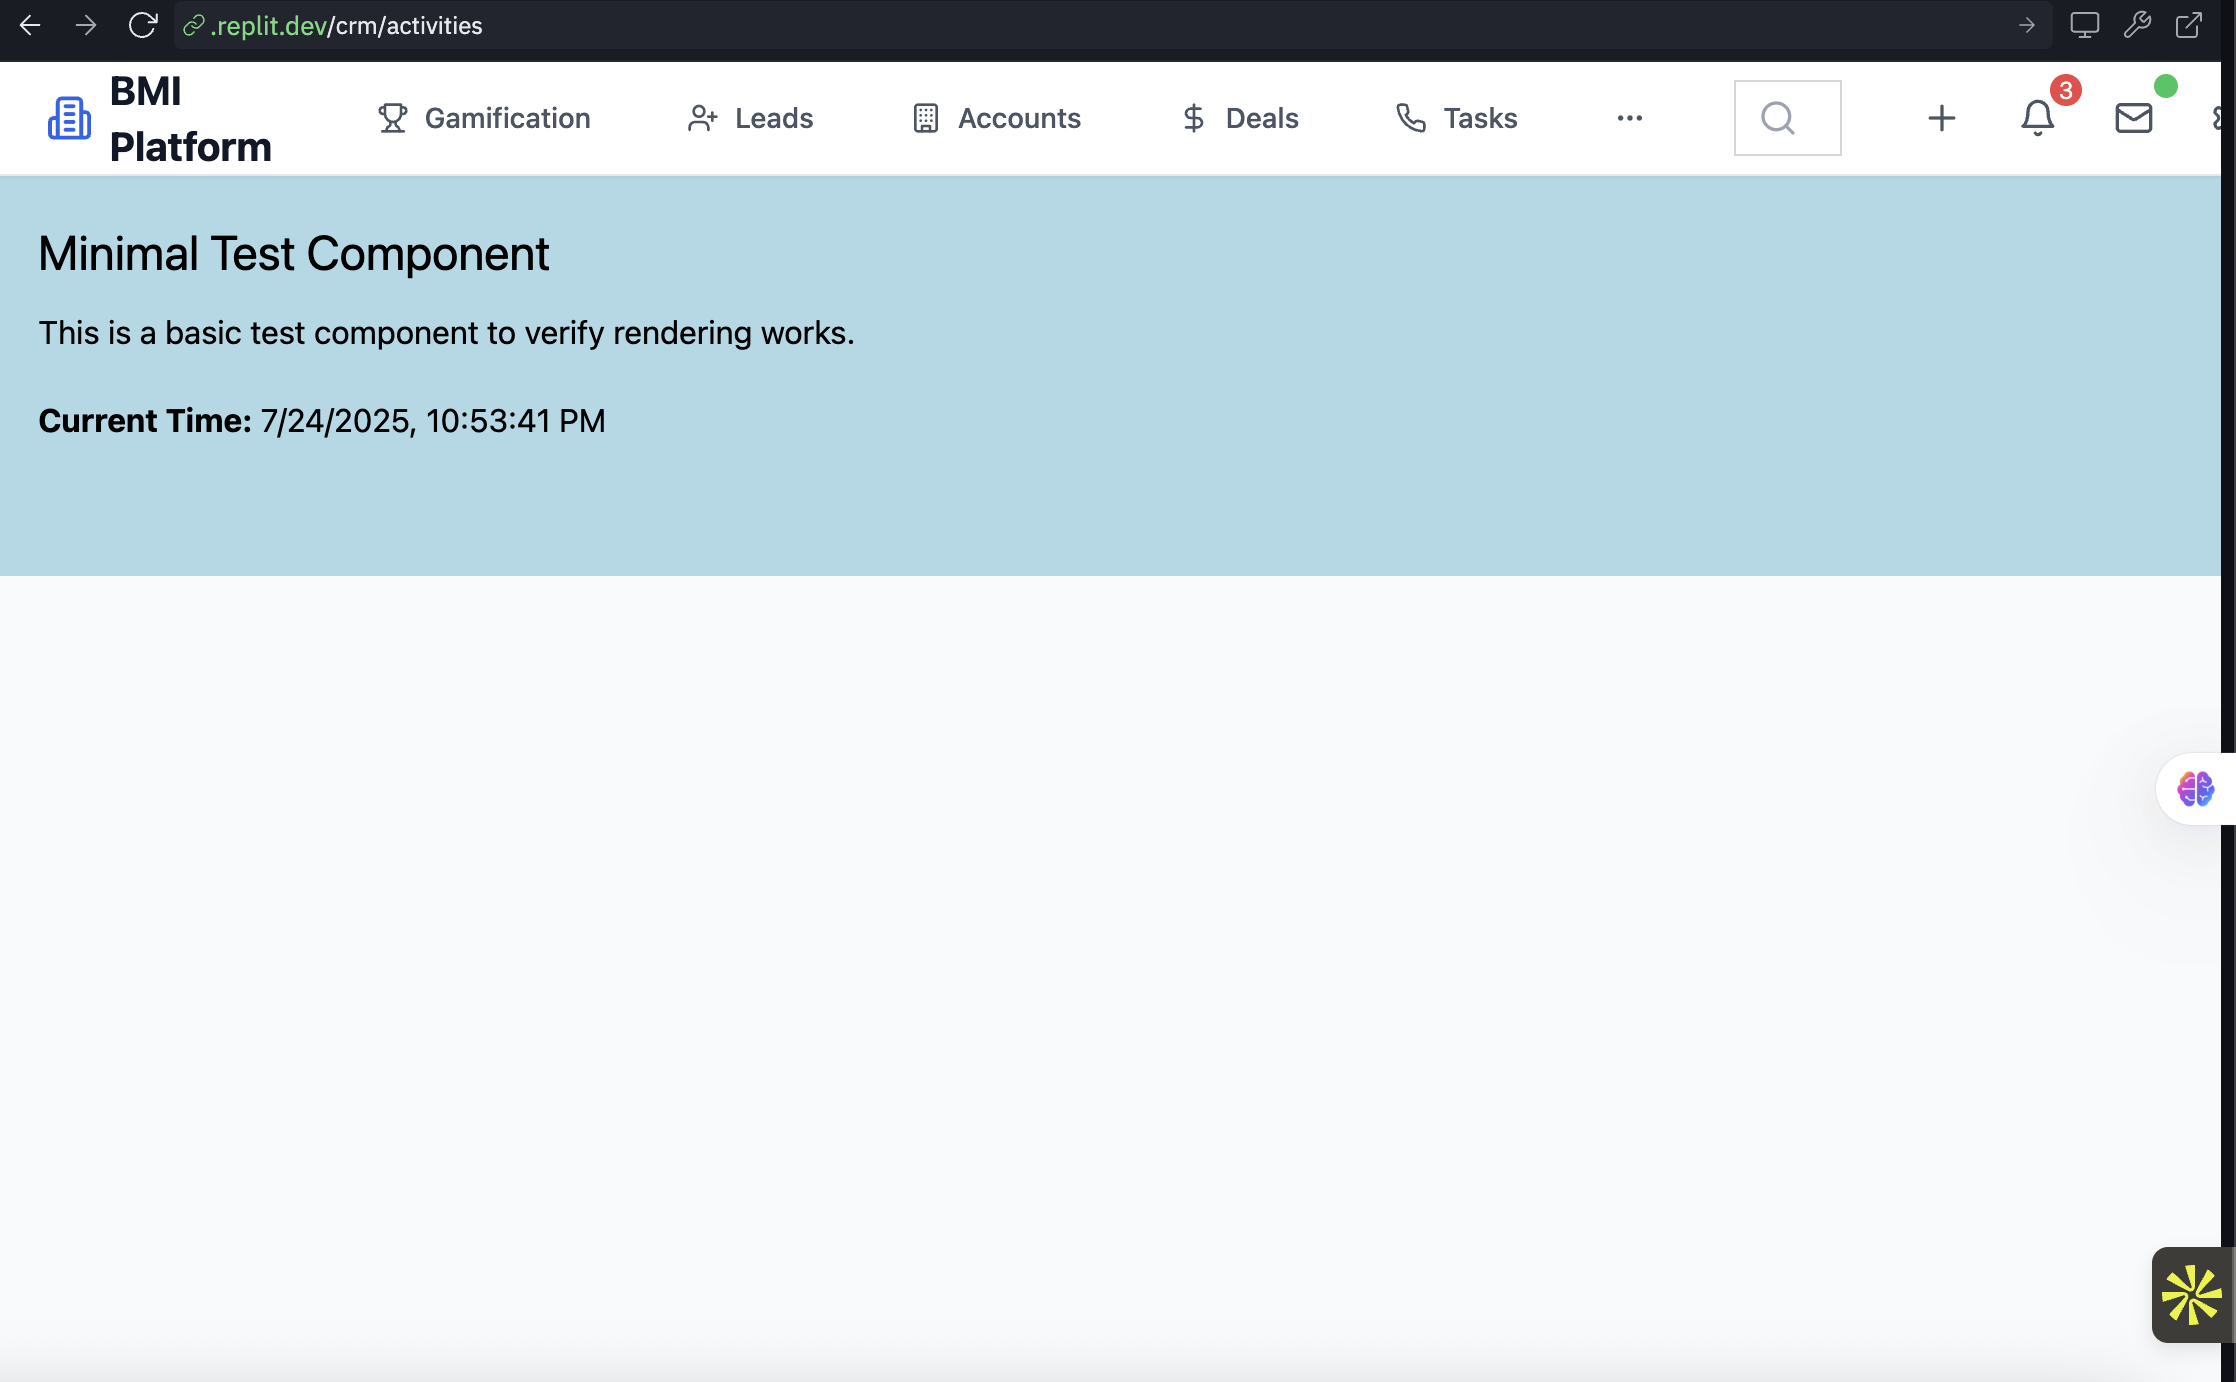 .replit.dev/crm/activities
BMI
Platform
Gamification
Leads
Accounts
Deals
Tasks
3
Minimal Test Component
This is a basic test component to verify rendering works.
Current Time: 7/24/2025, 10:53:41 PM